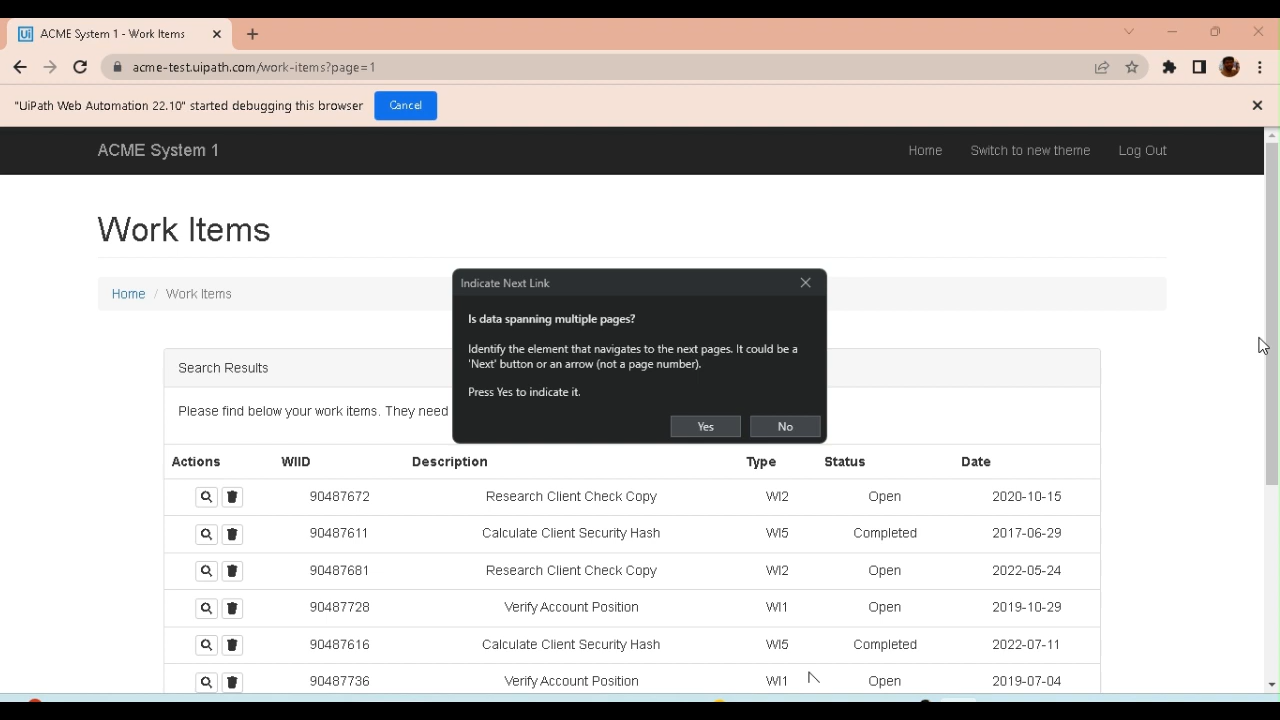 ACME System 1 - Work Items
acme-test.uipath.com/work-items?page=1
"UiPath Web Automation 22.10" started debugging this browser
Cancel
ACME System 1
Home
Switch to new theme
Log Out
Work Items
Home / Work Items
Indicate Next Link
Is data spanning multiple pages?
Identify the element that navigates to the next pages. It could be a
'Next' button or an arrow (not a page number).
Press Yes to indicate it.
Yes
No
Search Results
Please find below your work items. They need
Actions WIID Description Type Status Date
90487672 Research Client Check Copy WI2 Open 2020-10-15
90487611 Calculate Client Security Hash WI5 Completed 2017-06-29
90487681 Research Client Check Copy WI2 Open 2022-05-24
90487728 Verify Account Position WI1 Open 2019-10-29
90487616 Calculate Client Security Hash WI5 Completed 2022-07-11
90487736 Verify Account Position WI1 Open 2019-07-04